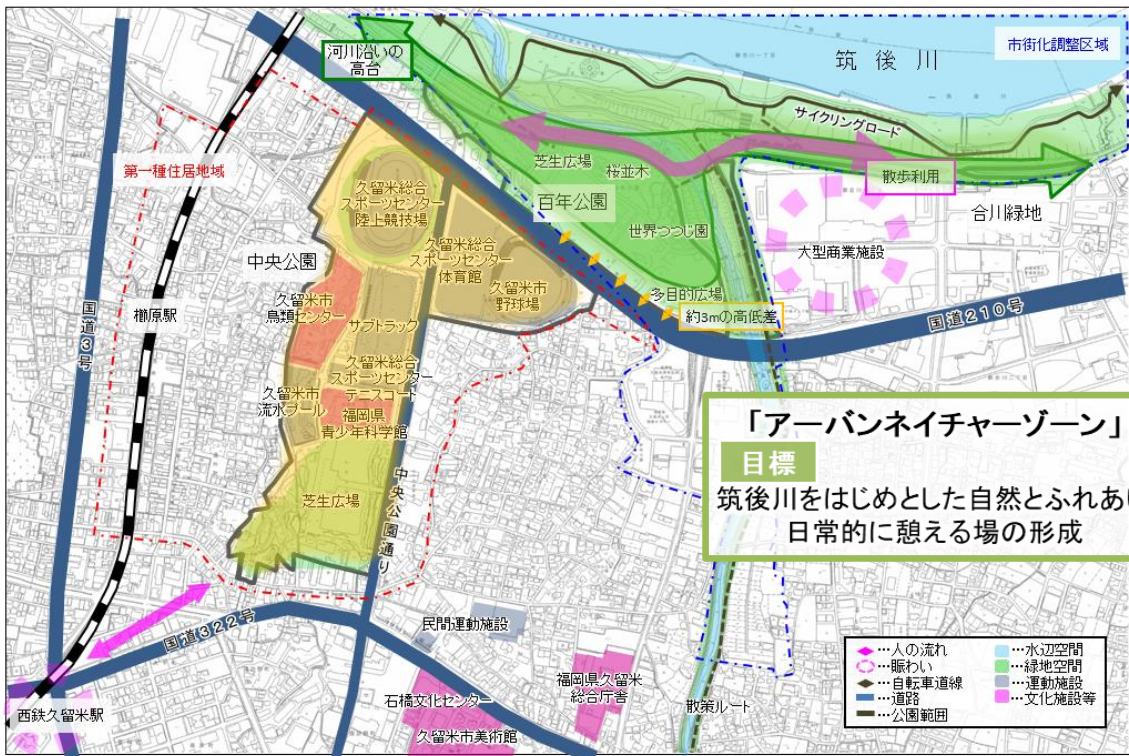 河川沿いの
高台
筑後川
市街化調整区域
サイクリングロード
第一種住居地域
芝生広場
桜並木
散歩利用
百年公園
合川緑地
久留米総合
スポーツセンター
陸上競技場
世界つつじ園
大型商業施設
中央公園
久留米総合
スポーツセンター
体育館
久留米市
野球場
多目的広場
約3mの高低差
国道210号
国道3号
櫛原駅
久留米市
鳥類センター
サブトラック
久留米総合
スポーツセンター
テニスコート
久留米市
流水プール
福岡県
青少年科学館
芝生広場
中央公園通り
「アーバンネイチャーゾーン」
目標
筑後川をはじめとした自然とふれあい
日常的に憩える場の形成
国道322号
民間運動施設
西鉄久留米駅
石橋文化センター
久留米市美術館
福岡県久留米
総合庁舎
散策ルート
…人の流れ
…賑わい
…自転車道線
…道路
…公園範囲
…水辺空間
…緑地空間
…運動施設
…文化施設等